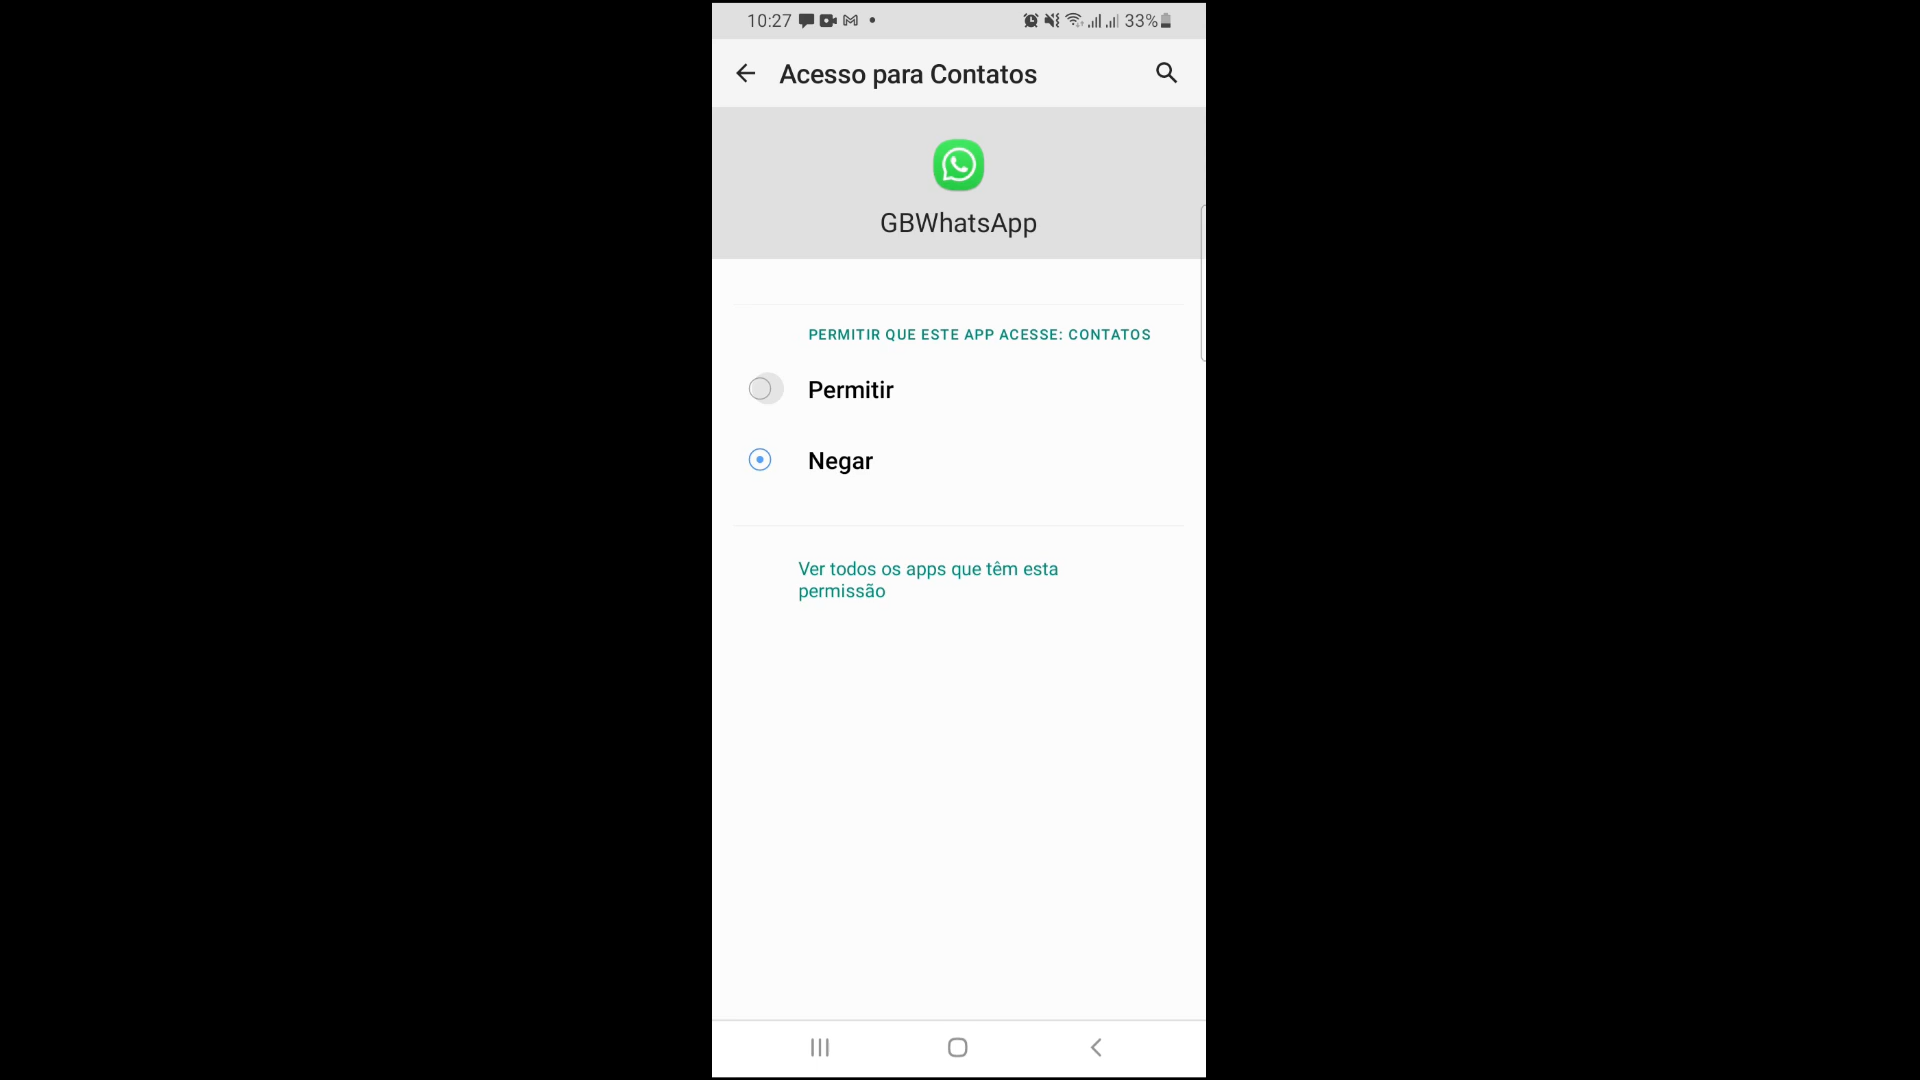 10:27 33%
Acesso para Contatos
GBWhatsApp
PERMITIR QUE ESTE APP ACESSE: CONTATOS
Permitir
Negar
Ver todos os apps que têm esta
permissão